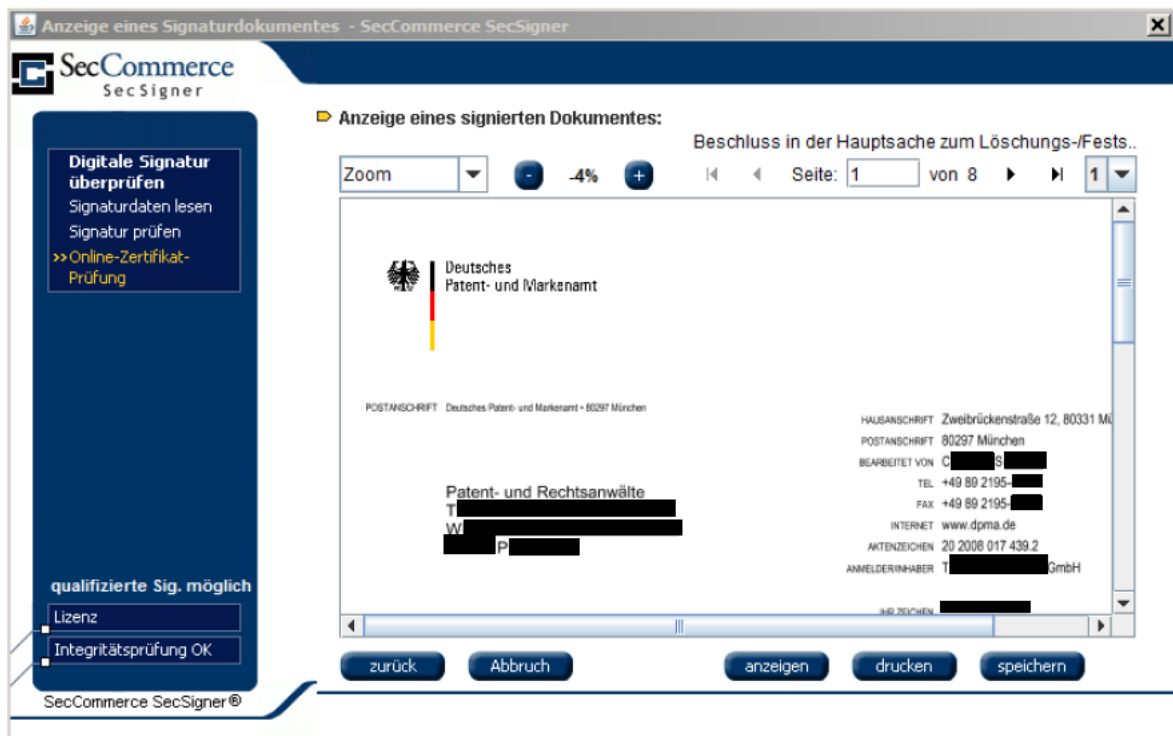 Anzeige eines Signaturdokumentes - SecCommerce SecSigner
SecCommerce
SecSigner
Digitale Signatur
überprüfen
Signaturdaten lesen
Signatur prüfen
>> Online-Zertifikat-
Prüfung
qualifizierte Sig. möglich
Lizenz
Integritätsprüfung OK
SecCommerce SecSigner®
Anzeige eines signierten Dokumentes:
Beschluss in der Hauptsache zum Löschungs-/Fests..
Zoom - -4% + Seite: 1 von 8 1
Deutsches
Patent- und Markenamt
POSTANSCHRIFT Deutsches Patent- und Markenamt • 80297 München
HAUSANSCHRIFT Zweibrückenstraße 12, 80331 Mü
POSTANSCHRIFT 80297 München
BEARBEITET VON C S
TEL +49 89 2195-
FAX +49 89 2195-
INTERNET www.dpma.de
AKTENZEICHEN 20 2008 017 439.2
ANMELDER/INHABER T GmbH
IHR ZEICHEN
Patent- und Rechtsanwälte
T
W
P
zurück Abbruch anzeigen drucken speichern